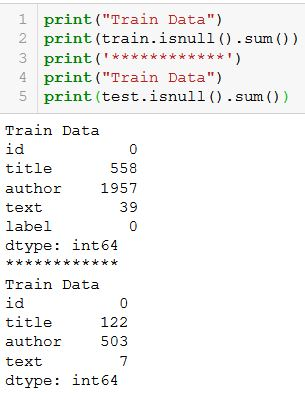 1 print("Train Data")
2 print(train.isnull().sum())
3 print('************')
4 print("Train Data")
5 print(test.isnull().sum())
Train Data
id 0
title 558
author 1957
text 39
label 0
dtype: int64
************
Train Data
id 0
title 122
author 503
text 7
dtype: int64